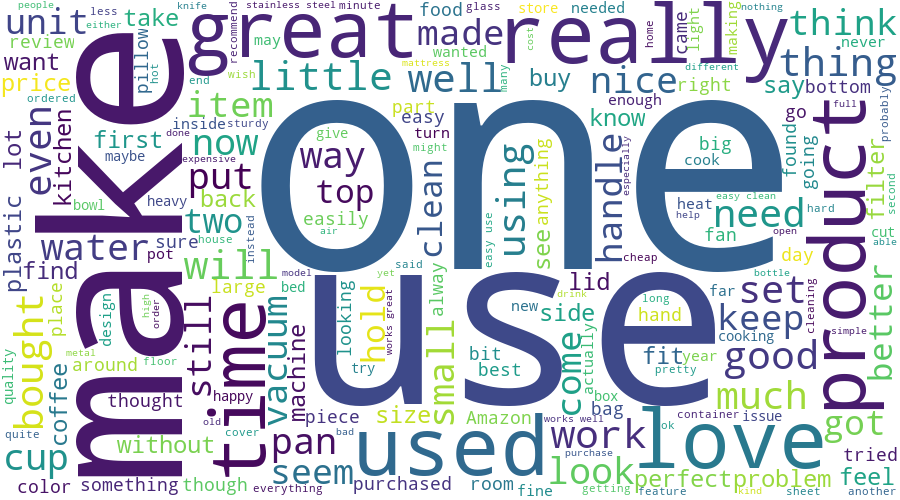 people
less
knife
stainless steel
minute
glass
cost
making
nothing
unit
either
take
great
recommend
food
store
needed
home
came
light
really
think
review
pillow
may
made
wanted
many
different
never
want
hot
little
mattress
well
buy
nice
right
thing
price
ordered
end
wish
item
part
easy
enough
say
bottom
probably
lot
kitchen
first
done
inside
sturdy
now
give
turn
know
go
full
even
maybe
expensive
way
might
big
found
going
plastic
make
heavy
put
top
clean
one
using
anything
see
handle
especially
cook
product
filter
second
bowl
two
back
easily
easy use
easy clean
need
heat
help
hard
cut
able
water
sure
pot
house
instead
air
said
cheap
fan
open
day
find
will
model
yet
lid
bottle
set
far
cleaning
better
bought
place
design
high
order
large
bed
looking
hold
works great
alway
small
drink
new
side
use
long
hand
keep
simple
quality
metal
around
floor
still
time
vacuum
machine
try
bit
best
come
actually
fit
year
pretty
cooking
good
coffee
thought
happy
old
piece
size
Amazon
works well
box
bag
container
issue
much
got
quite
cup
without
cover
pan
bad
used
purchase
work
ok
love
tried
color
something
though
seem
everything
purchased
room
fine
getting
look
feature
perfect
kind
problem
sheet
another
feel